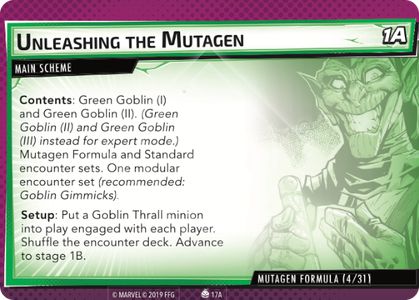 UNLEASHING THE MUTAGEN
1A
MAIN SCHEME
Contents: Green Goblin (I)
and Green Goblin (II). (Green
Goblin (II) and Green Goblin
(III) instead for expert mode.)
Mutagen Formula and Standard
encounter sets. One modular
encounter set (recommended:
Goblin Gimmicks).
Setup: Put a Goblin Thrall minion
into play engaged with each player.
Shuffle the encounter deck. Advance
to stage 1B.
MUTAGEN FORMULA (4/31)
© MARVEL © 2019 FFG 17A